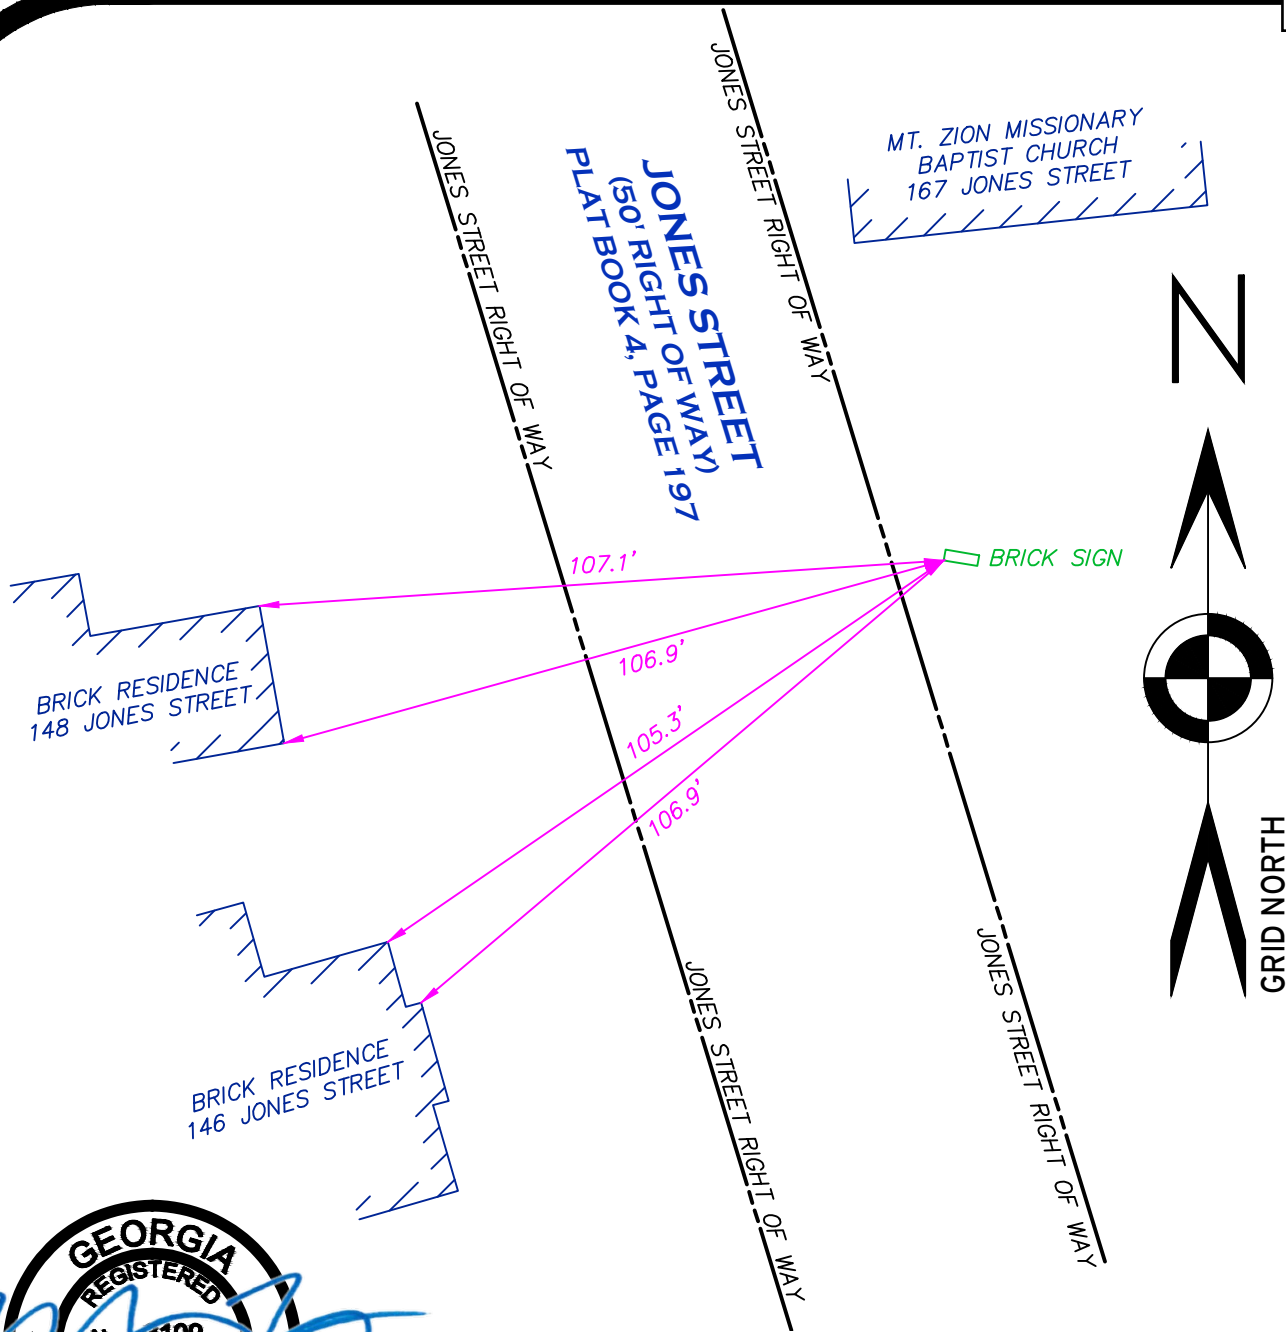 JONES STREET RIGHT OF WAY
JONES STREET RIGHT OF WAY
JONES STREET
(50' RIGHT OF WAY)
PLAT BOOK 4, PAGE 197
MT. ZION MISSIONARY
BAPTIST CHURCH
167 JONES STREET
N
107.1'
BRICK SIGN
106.9'
BRICK RESIDENCE
148 JONES STREET
105.3'
106.9'
GRID NORTH
JONES STREET RIGHT OF WAY
JONES STREET RIGHT OF WAY
BRICK RESIDENCE
146 JONES STREET
GEORGIA
REGISTERED